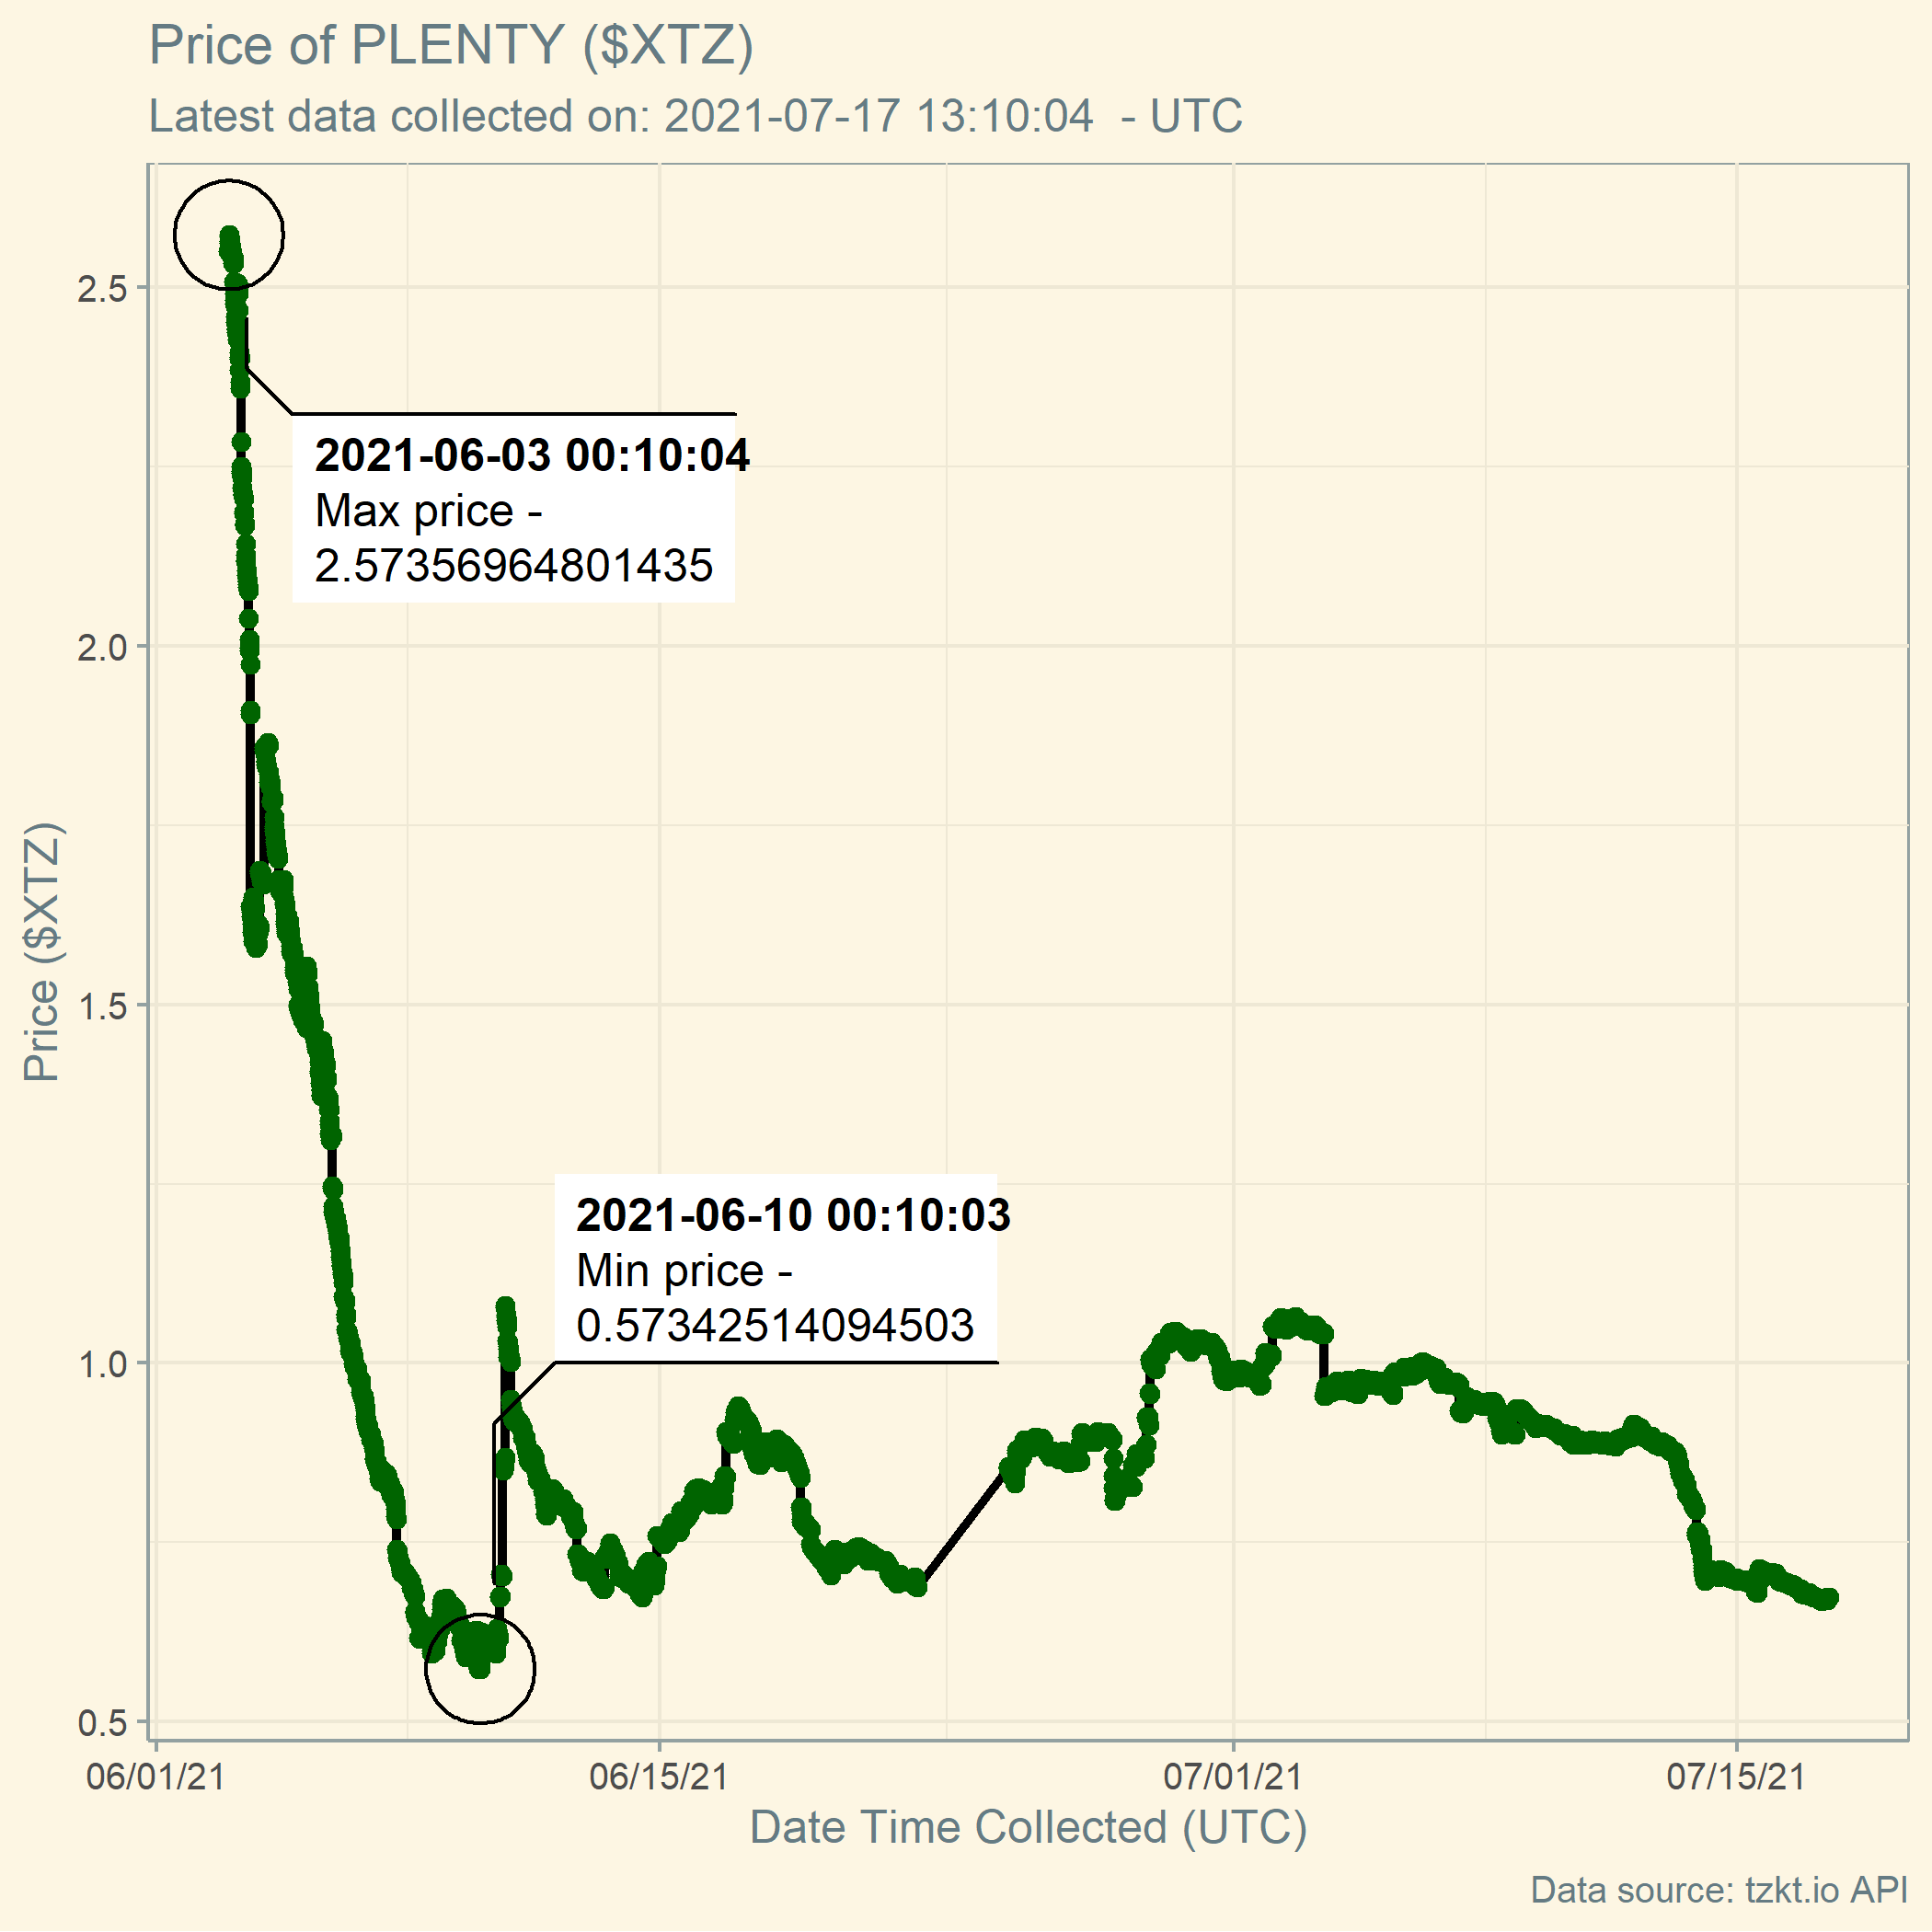 Price of PLENTY ($XTZ)
Latest data collected on: 2021-07-17 13:10:04  - UTC
Price ($XTZ)
2.5
2.0
1.5
1.0
0.5
2021-06-03 00:10:04
Max price -
2.57356964801435
2021-06-10 00:10:03
Min price -
0.57342514094503
06/01/21
06/15/21
07/01/21
07/15/21
Date Time Collected (UTC)
Data source: tzkt.io API